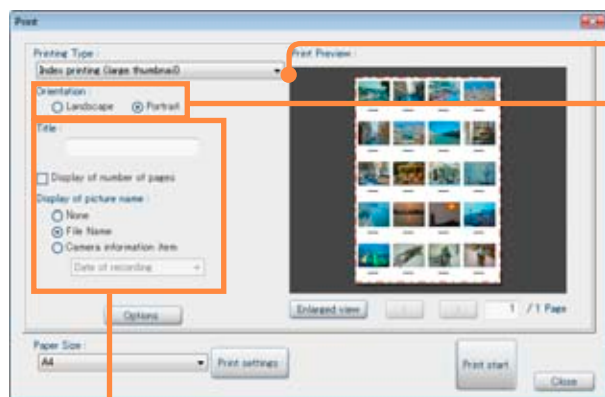 Print
Printing Type :
Index printing (large thumbnail)
Orientation :
Landscape Portrait
Title :
Display of number of pages
Display of picture name :
None
File Name
Camera information item
Date of recording
Options
Print Preview :
Enlarged view 1 / 1 Page
Paper Size :
A4 Print settings Print start
Close